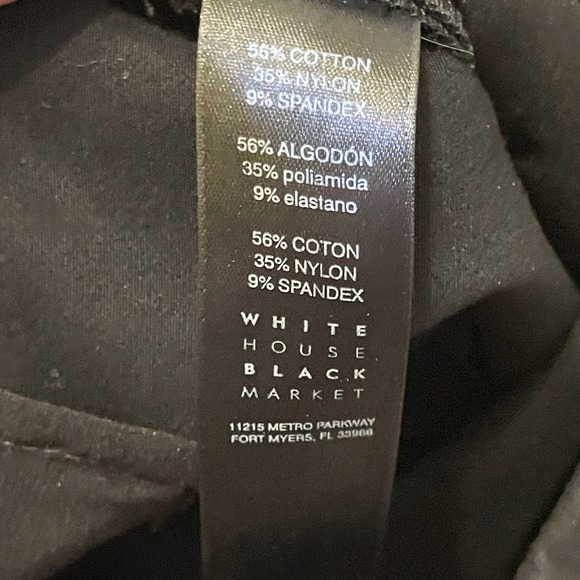 56% COTTON
35% NYLON
9% SPANDEX
56% ALGODÓN
35% poliamida
9% elastano
56% COTON
35% NYLON
9% SPANDEX
WHITE
HOUSE
BLACK
MARKET
11215 METRO PARKWAY
FORT MYERS, FL 33966